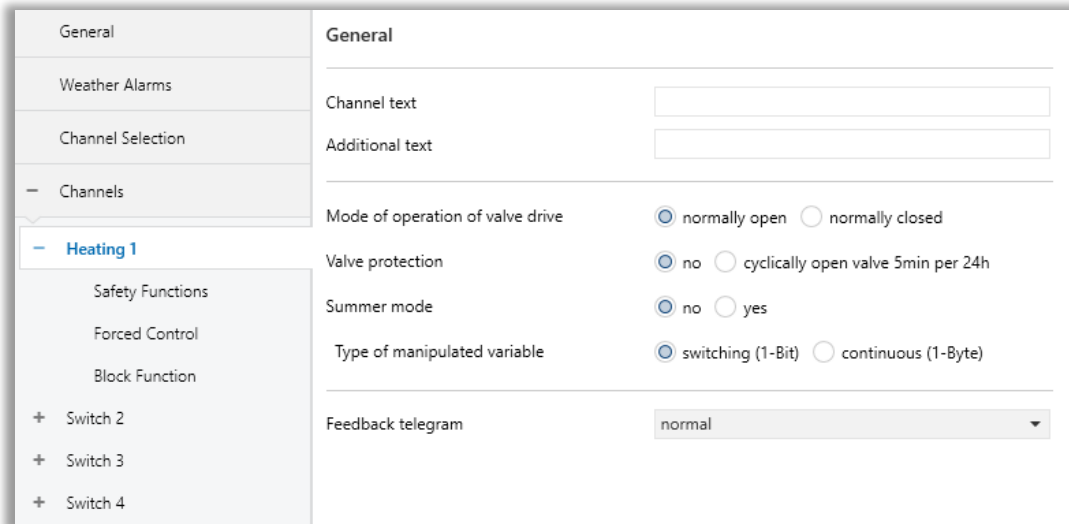 General
Weather Alarms
Channel Selection
Channels
Heating 1
Safety Functions
Forced Control
Block Function
Switch 2
Switch 3
Switch 4
General
Channel text
Additional text
Mode of operation of valve drive normally open normally closed
Valve protection no cyclically open valve 5min per 24h
Summer mode no yes
Type of manipulated variable switching (1-Bit) continuous (1-Byte)
Feedback telegram normal